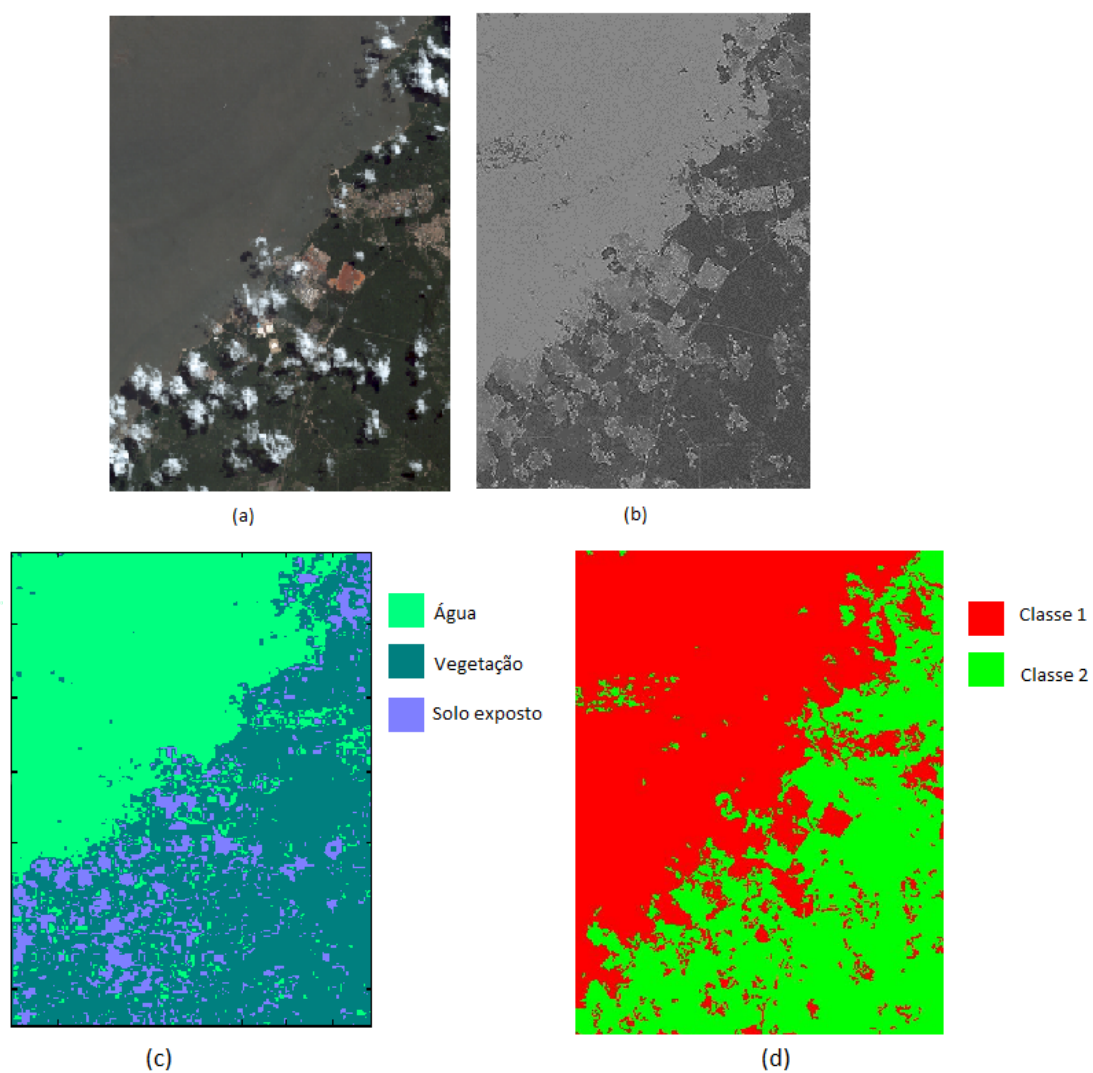 (a)
(b)
Água
Vegetação
Solo exposto
Classe 1
Classe 2
(c)
(d)